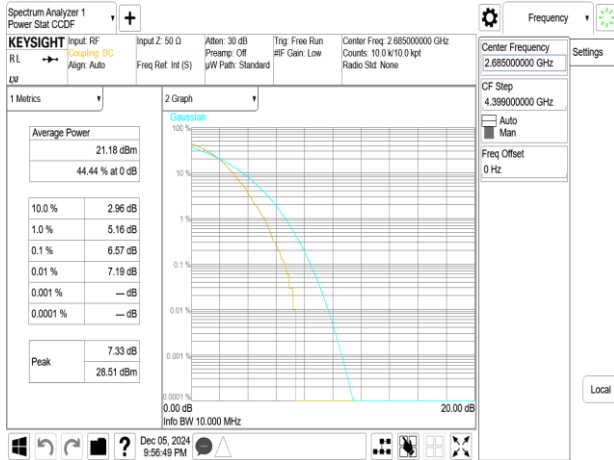 Spectrum Analyzer 1
Power Stat CCDF
KEYSIGHT
RL
Input: RF
Coupling: DC
Align: Auto
Input Z: 50 Ω
Freq Ref: Int (S)
Atten: 30 dB
Preamp: Off
µW Path: Standard
Trig: Free Run
#IF Gain: Low
Center Freq: 2.685000000 GHz
Counts: 10.0 k/10.0 kpt
Radio Std: None
LXI
1 Metrics
Average Power
21.18 dBm
44.44 % at 0 dB
10.0 % 2.96 dB
1.0 % 5.16 dB
0.1 % 6.57 dB
0.01 % 7.19 dB
0.001 % --- dB
0.0001 % --- dB
Peak
7.33 dB
28.51 dBm
2 Graph
Gaussian
100 %
10 %
1 %
0.1 %
0.01 %
0.001 %
0.0001 %
0.00 dB 20.00 dB
Info BW 10.000 MHz
Dec 05, 2024
9:56:49 PM
?
Frequency
Center Frequency
2.685000000 GHz
CF Step
4.399000000 GHz
Auto
Man
Freq Offset
0 Hz
Settings
Local